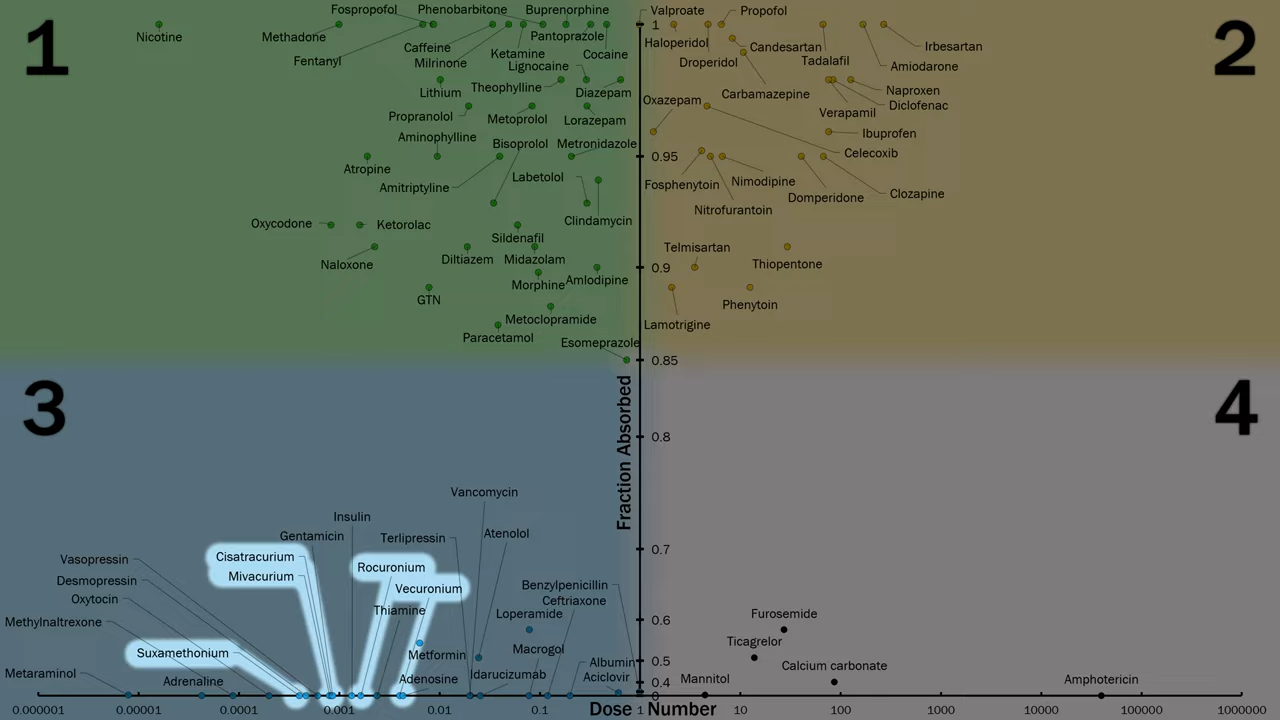 1
2
Fospropofol
Phenobarbitone
Buprenorphine
Valproate
Propofol
1
Nicotine
Methadone
Caffeine
Ketamine
Pantoprazole
Cocaine
Haloperidol
Candesartan
Irbesartan
Fentanyl
Milrinone
Lignocaine
Droperidol
Tadalafil
Amiodarone
Lithium
Theophylline
Diazepam
Carbamazepine
Naproxen
Oxazepam
Diclofenac
Propranolol
Metoprolol
Lorazepam
Verapamil
Aminophylline
Bisoprolol
Metronidazole
Ibuprofen
0.95
Celecoxib
Atropine
Amitriptyline
Labetolol
Fosphenytoin
Nimodipine
Domperidone
Clozapine
Clindamycin
Nitrofurantoin
Oxycodone
Ketorolac
Sildenafil
Telmisartan
Naloxone
Diltiazem
Midazolam
0.9
Thiopentone
Morphine
Amlodipine
GTN
Phenytoin
Metoclopramide
Lamotrigine
Paracetamol
Esomeprazole
0.85
3
4
Fraction Absorbed
0.8
Vancomycin
Insulin
Gentamicin
Terlipressin
Atenolol
0.7
Vasopressin
Cisatracurium
Rocuronium
Desmopressin
Mivacurium
Vecuronium
Benzylpenicillin
Oxytocin
Ceftriaxone
Thiamine
Loperamide
Furosemide
Methylnaltrexone
0.6
Ticagrelor
Suxamethonium
Metformin
Macrogol
Albumin
0.5
Calcium carbonate
Metaraminol
Adrenaline
Adenosine
Idarucizumab
Aciclovir
0.4
Mannitol
Amphotericin
0
0.000001
0.00001
0.0001
0.001
0.01
0.1
Dose
1
Number
10
100
1000
10000
100000
1000000